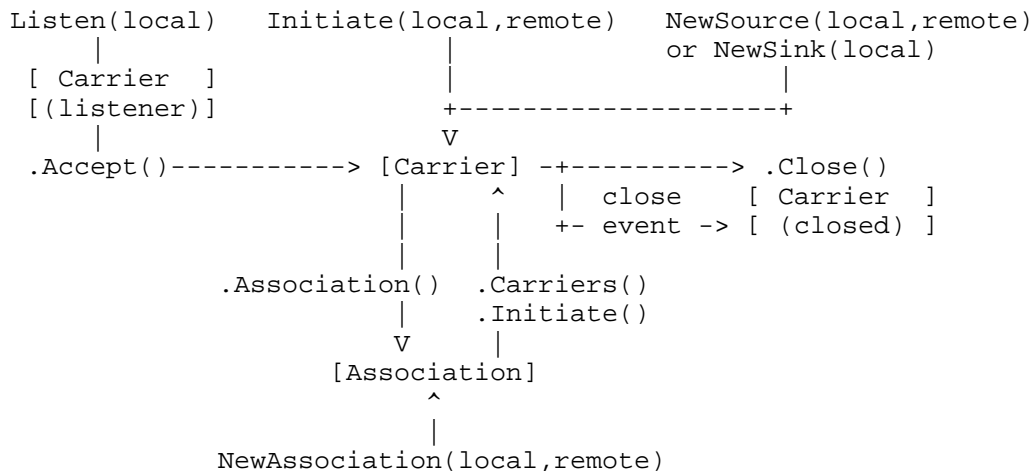 Listen(local)    Initiate(local,remote)     NewSource(local,remote)
     |                       |              or NewSink(local)
[ Carrier  ]                 |                      |
[(listener)]                 +----------------------+
     |                       V
.Accept()-----------> [Carrier] -+----------> .Close()
                        |     ^   |  close    [ Carrier  ]
                        |     |   +- event -> [ (closed) ]
                        |     |
            .Association()  .Carriers()
                        |   .Initiate()
                        V     |
                    [Association]
                          ^
                          |
            NewAssociation(local,remote)